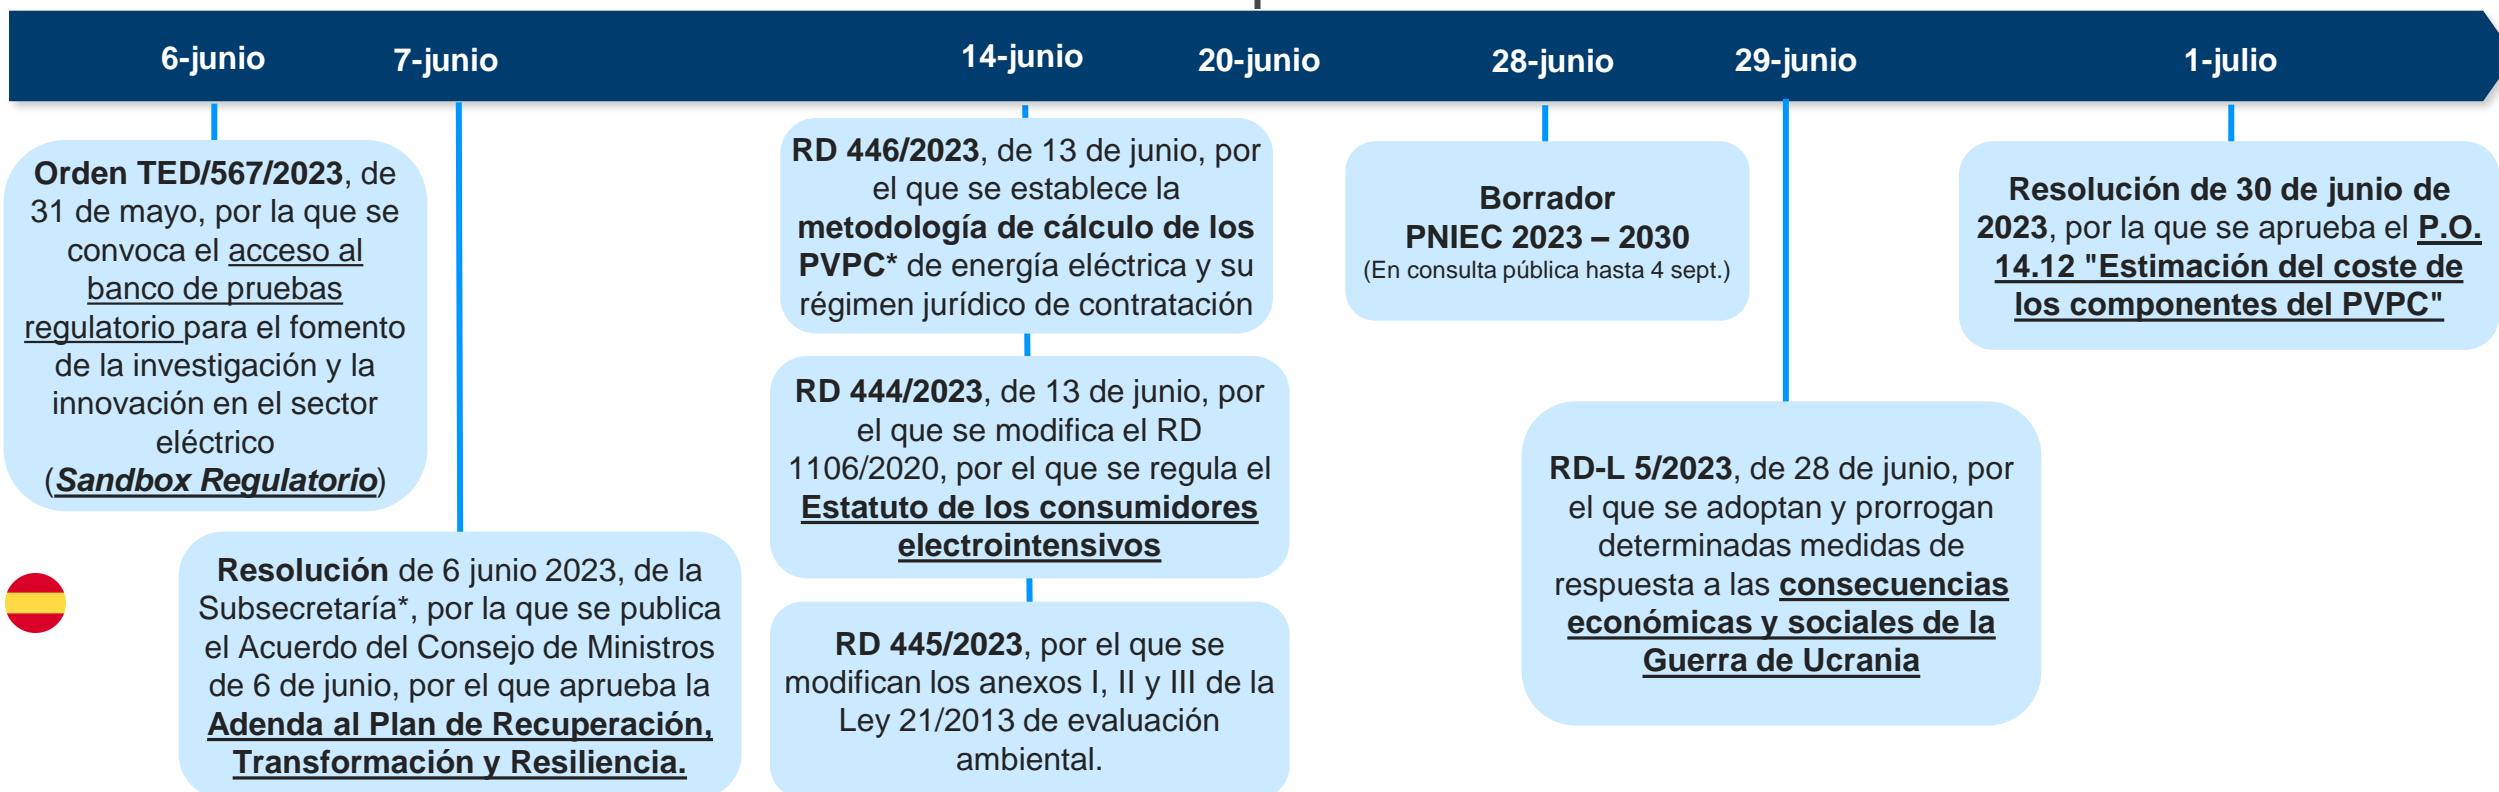 6-junio
7-junio
14-junio
20-junio
28-junio
29-junio
1-julio
Orden TED/567/2023, de
31 de mayo, por la que se
convoca el acceso al
banco de pruebas
regulatorio para el fomento
de la investigación y la
innovación en el sector
eléctrico
(Sandbox Regulatorio)
Resolución de 6 junio 2023, de la
Subsecretaría*, por la que se publica
el Acuerdo del Consejo de Ministros
de 6 de junio, por el que aprueba la
Adenda al Plan de Recuperación,
Transformación y Resiliencia.
RD 446/2023, de 13 de junio, por
el que se establece la
metodología de cálculo de los
PVPC* de energía eléctrica y su
régimen jurídico de contratación
RD 444/2023, de 13 de junio, por
el que se modifica el RD
1106/2020, por el que se regula el
Estatuto de los consumidores
electrointensivos
RD 445/2023, por el que se
modifican los anexos I, II y III de la
Ley 21/2013 de evaluación
ambiental.
Borrador
PNIEC 2023 – 2030
(En consulta pública hasta 4 sept.)
RD-L 5/2023, de 28 de junio, por
el que se adoptan y prorrogan
determinadas medidas de
respuesta a las consecuencias
económicas y sociales de la
Guerra de Ucrania
Resolución de 30 de junio de
2023, por la que se aprueba el P.O.
14.12 "Estimación del coste de
los componentes del PVPC"